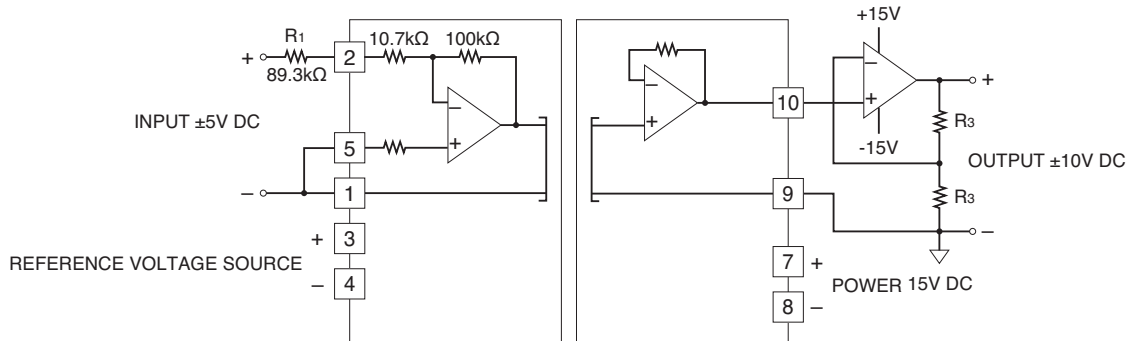 +15V
R1
2
10.7kΩ
100kΩ
+
89.3kΩ
−
−
−
10
+
INPUT ±5V DC
+
+
+
R3
5
-15V
OUTPUT ±10V DC
−
1
9
R3
−
+
3
REFERENCE VOLTAGE SOURCE
7
+
−
4
POWER 15V DC
8
−